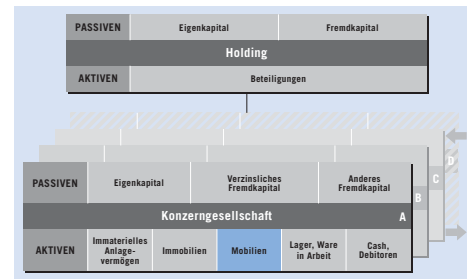 PASSIVEN Eigenkapital Fremdkapital
Holding
AKTIVEN Beteiligungen
D
C
B
PASSIVEN Eigenkapital Verzinsliches Fremdkapital Anderes Fremdkapital
Konzerngesellschaft A
AKTIVEN Immaterielles Anlage- vermögen Immobilien Mobilien Lager, Ware in Arbeit Cash, Debitoren